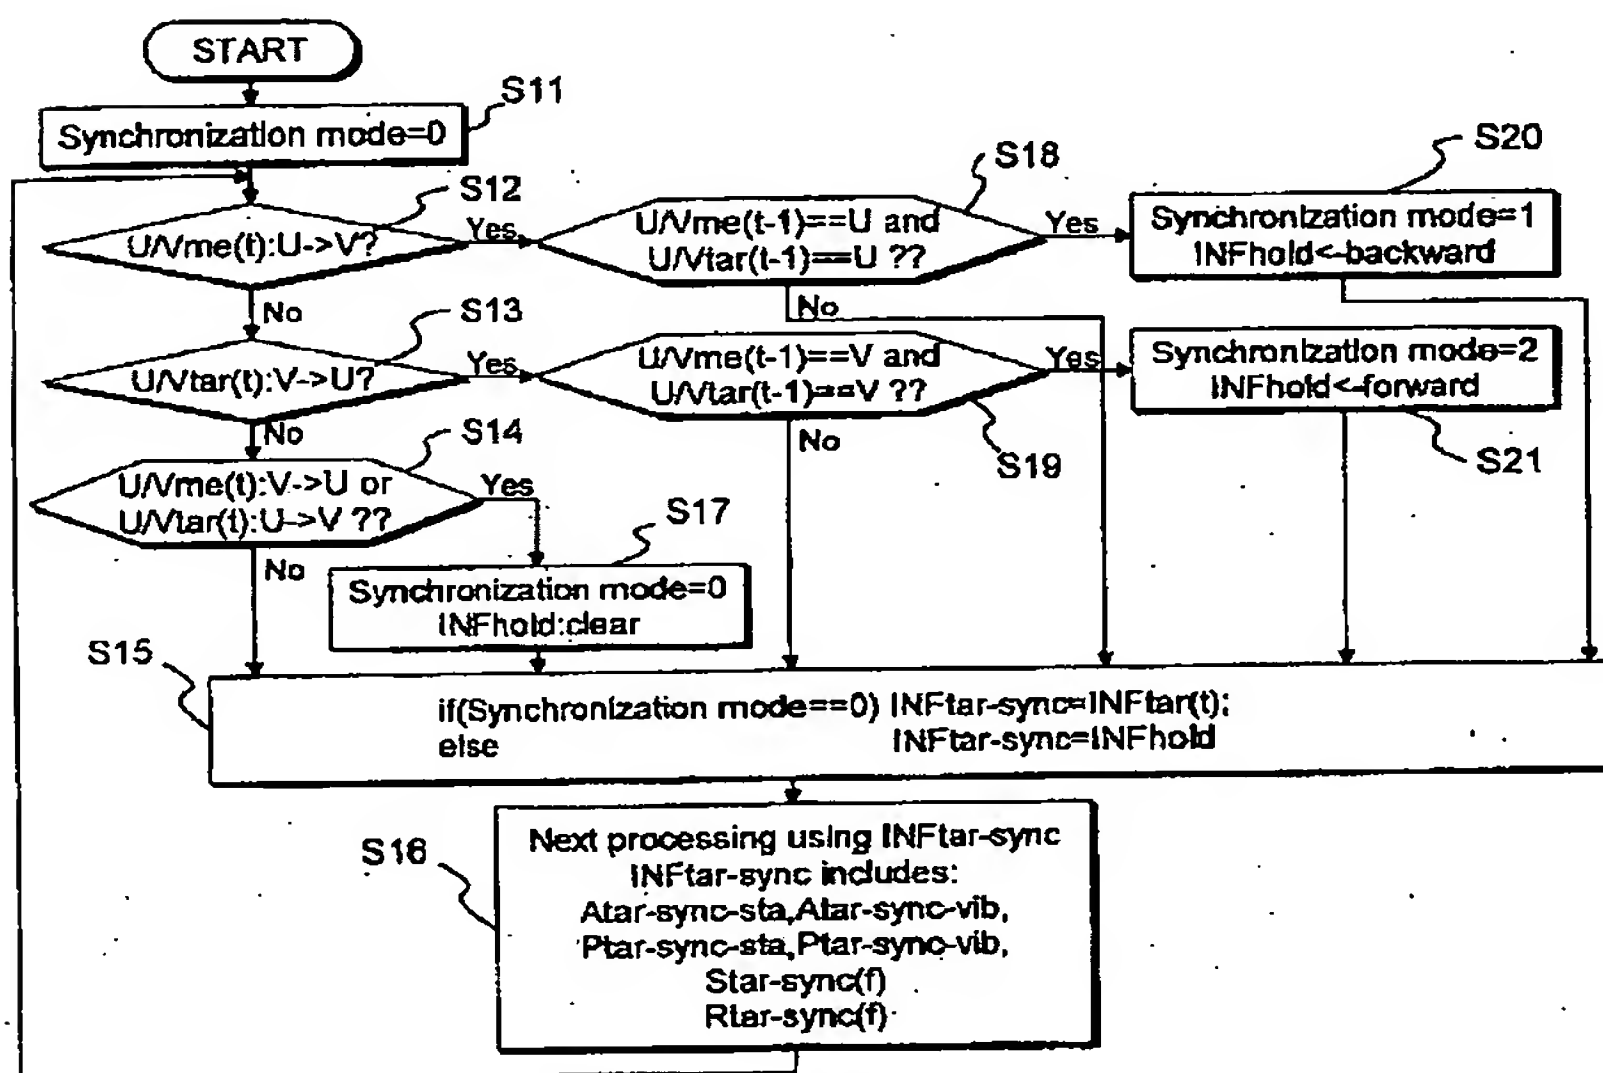 START
S11
Synchronization mode=0
S12
U/Vme(t):U->V?
Yes
No
S18
U/Vme(t-1)==U and
U/Vtar(t-1)==U ??
Yes
No
S20
Synchronization mode=1
INFhold<-backward
S13
U/Vtar(t):V->U?
Yes
No
U/Vme(t-1)==V and
U/Vtar(t-1)==V ??
Yes
No
S19
Synchronization mode=2
INFhold<-forward
S21
S14
U/Vme(t):V->U or
U/Vtar(t):U->V ??
Yes
No
S17
Synchronization mode=0
INFhold:clear
S15
if(Synchronization mode==0) INFtar-sync=INFtar(t);
else INFtar-sync=INFhold
S16
Next processing using INFtar-sync
INFtar-sync includes:
Atar-sync-sta,Atar-sync-vib,
Ptar-sync-sta,Ptar-sync-vib,
Star-sync(f)
Rtar-sync(f)